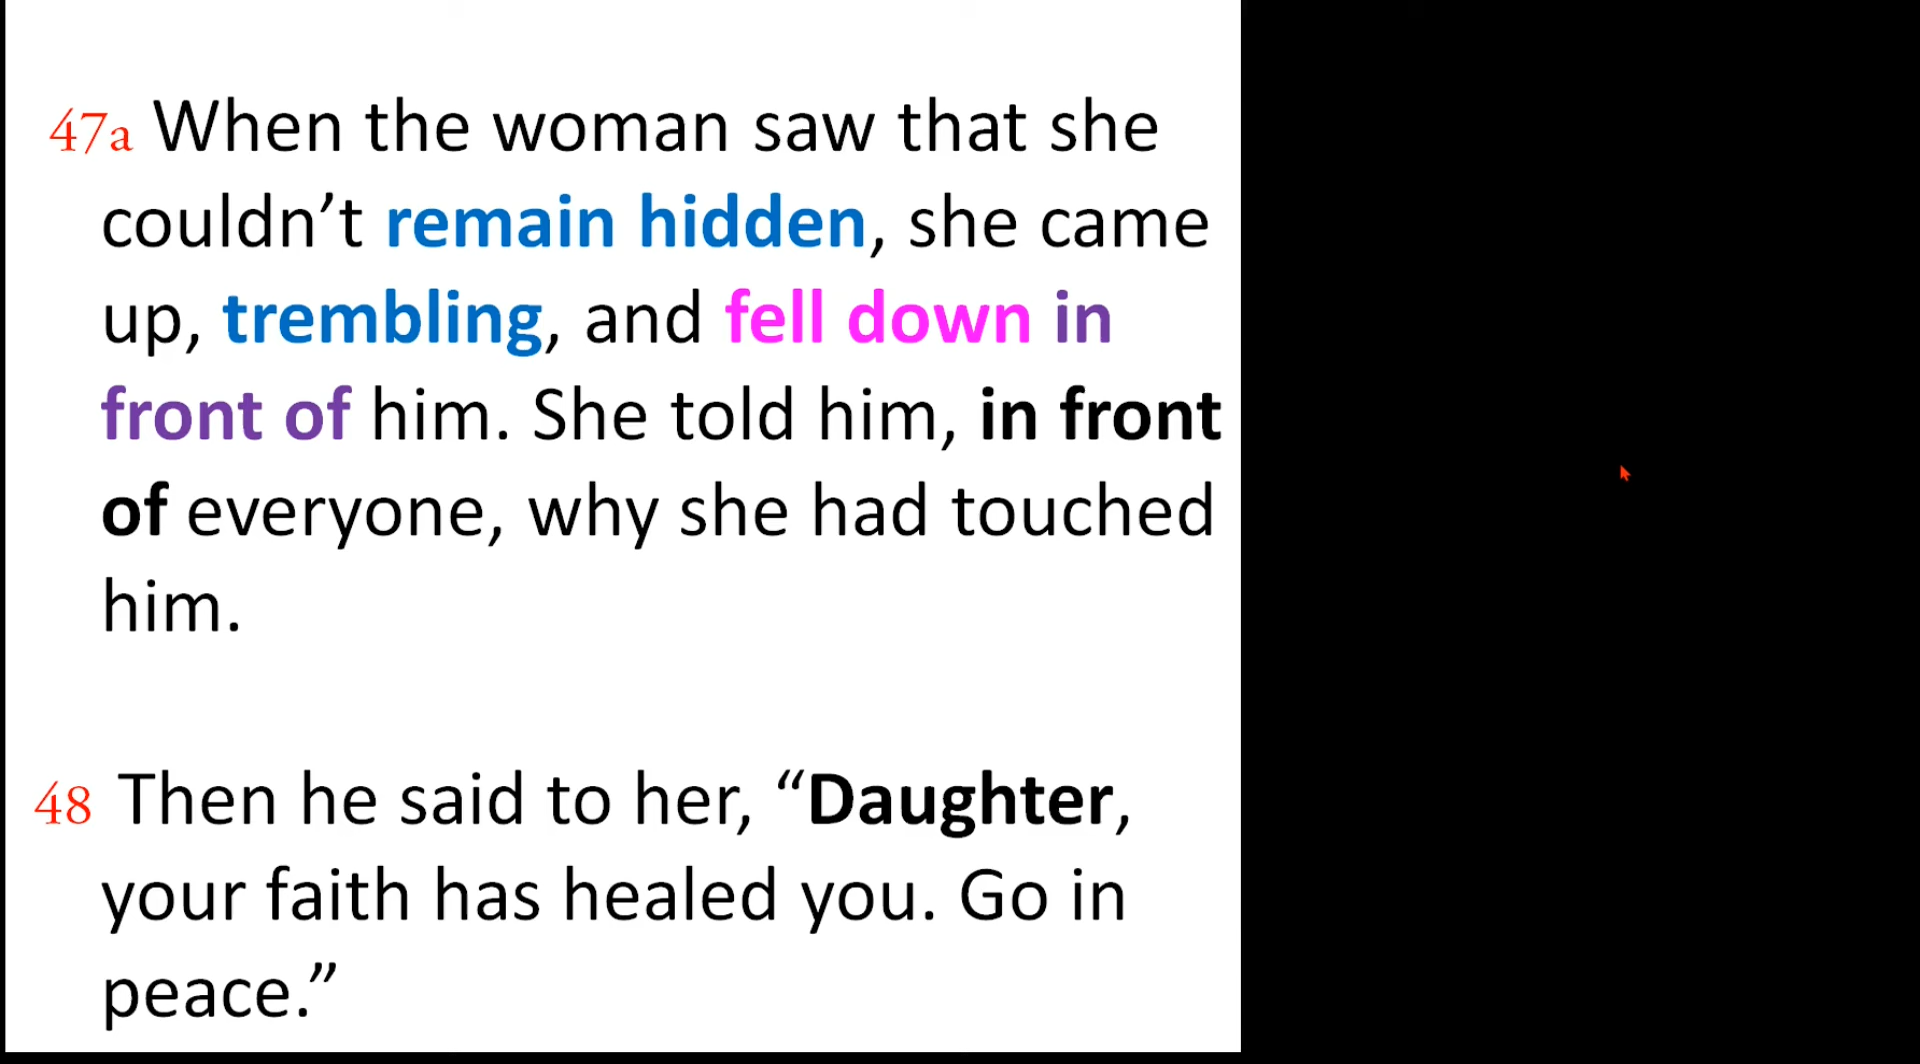 47a When the woman saw that she
couldn’t remain hidden, she came
up, trembling, and fell down in
front of him. She told him, in front
of everyone, why she had touched
him.
48 Then he said to her, “Daughter,
your faith has healed you. Go in
peace.”